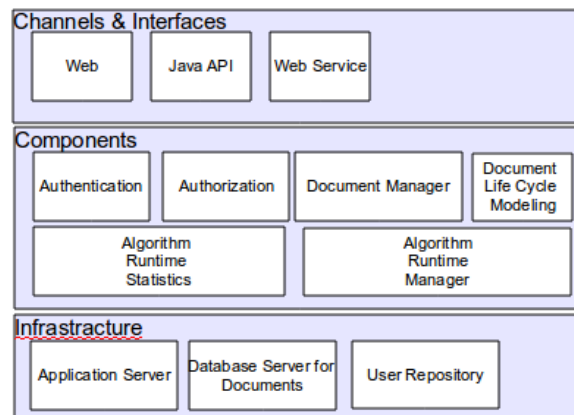 Channels & Interfaces
Web
Java API
Web Service
Components
Authentication
Authorization
Document Manager
Document
Life Cycle
Modeling
Algorithm
Runtime
Statistics
Algorithm
Runtime
Manager
Infrastracture
Application Server
Database Server for
Documents
User Repository